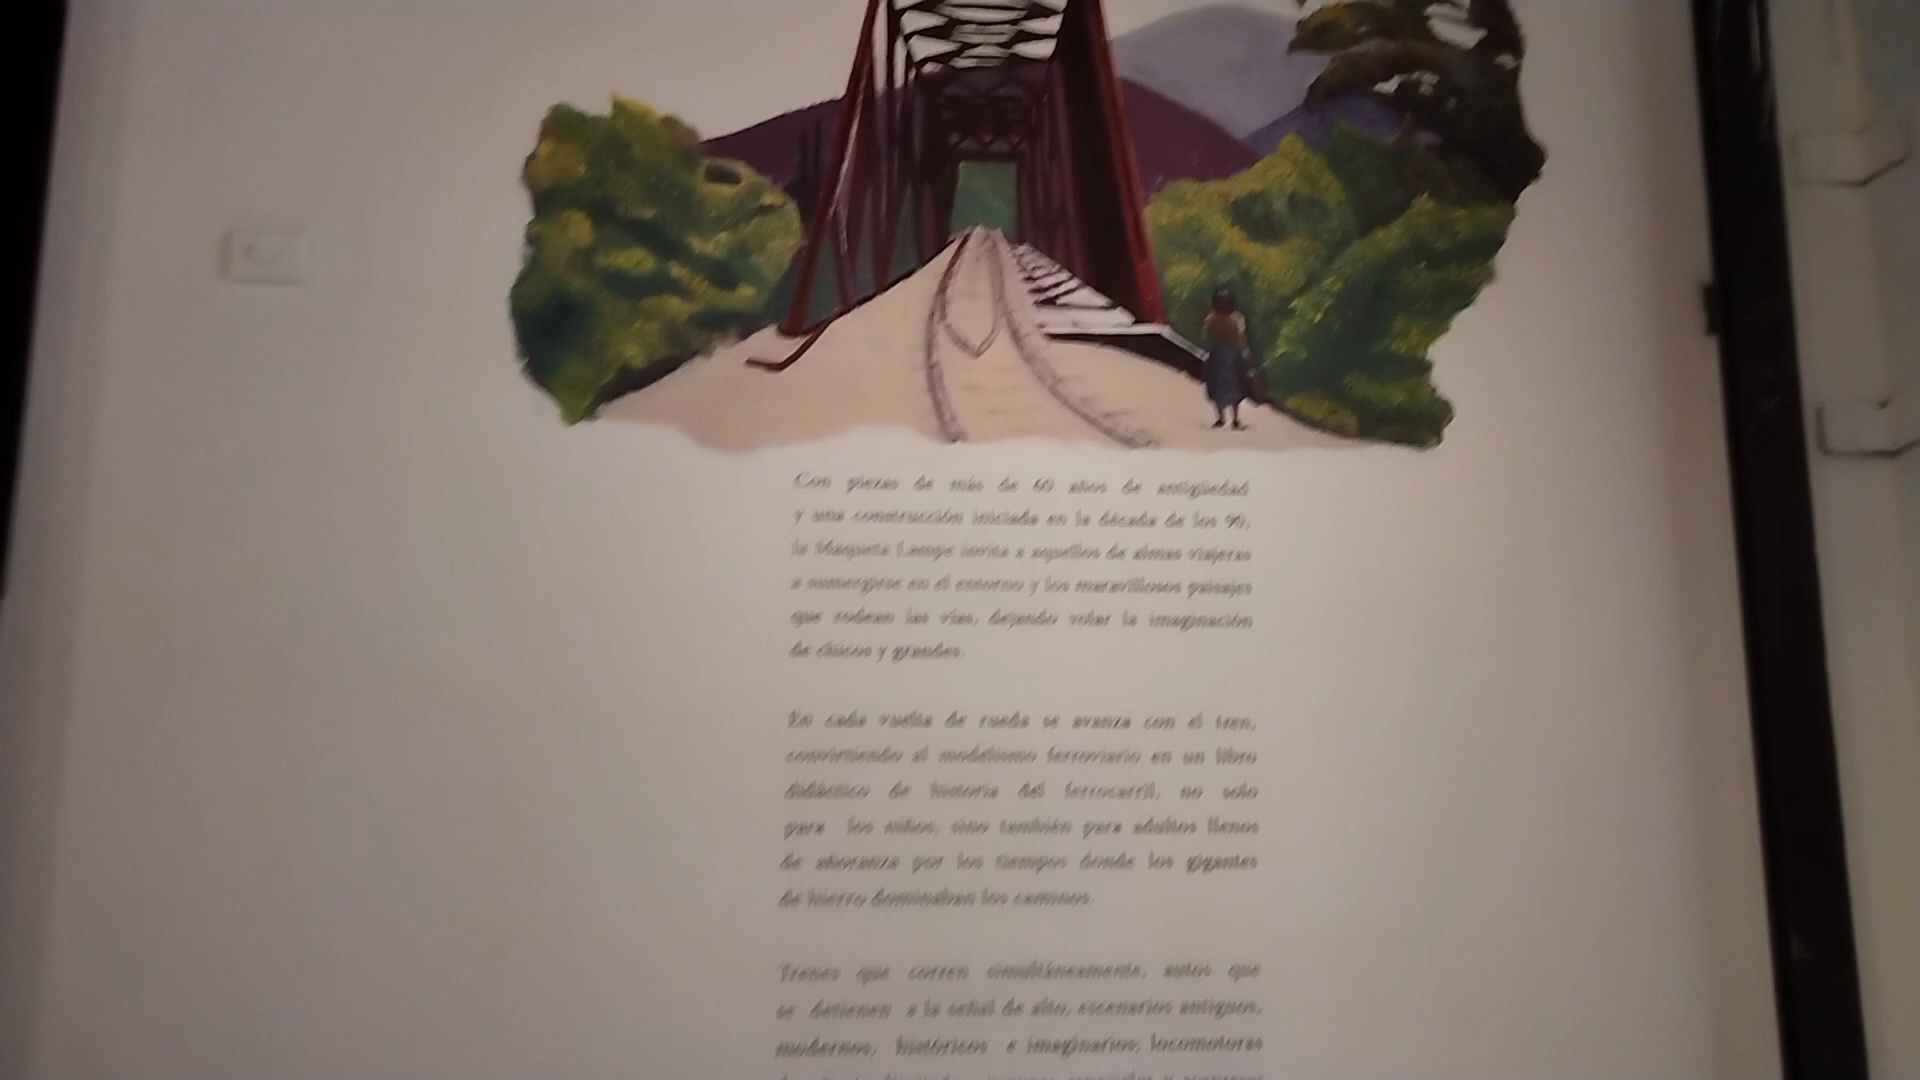 Con piezas de más de 60 años de antigüedad
y una construcción iniciada en la década de los 90,
la Maqueta Lampe invita a aquellos de almas viajeras
a sumergirse en el entorno y los maravillosos paisajes
que rodean las vías, dejando volar la imaginación
de chicos y grandes.
En cada vuelta de rueda se avanza con el tren,
convirtiendo al modelismo ferroviario en un libro
didáctico de historia del ferrocarril, no solo
para los niños, sino también para adultos llenos
de añoranza por los tiempos donde los gigantes
de hierro dominaban los caminos.
Trenes que corren simultáneamente, autos que
se detienen a la señal de alto, escenarios antiguos,
modernos, históricos e imaginarios, locomotoras